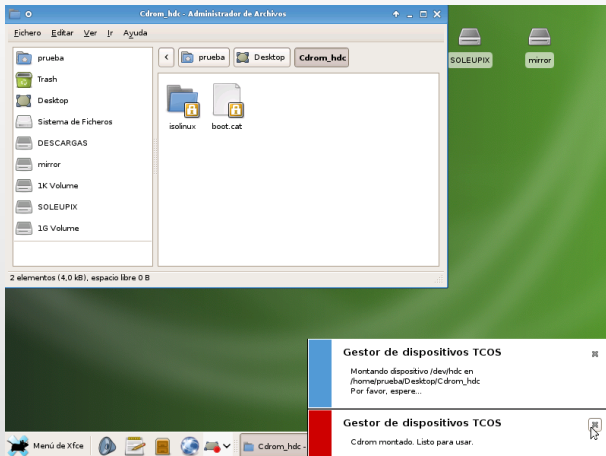 Cdrom_hdc - Administrador de Archivos
Fichero Editar Ver Ir Ayuda
prueba Desktop Cdrom_hdc
prueba
Trash
Desktop
Sistema de Ficheros
DESCARGAS
mirror
1K Volume
SOLEUPIX
1G Volume
isolinux boot.cat
2 elementos (4,0 kB), espacio libre 0 B
SOLEUPIX mirror
Gestor de dispositivos TCOS
Montando dispositivo /dev/hdc en
/home/prueba/Desktop/Cdrom_hdc
Por favor, espere...
Gestor de dispositivos TCOS
Cdrom montado. Listo para usar.
Menú de Xfce
Cdrom_hdc -